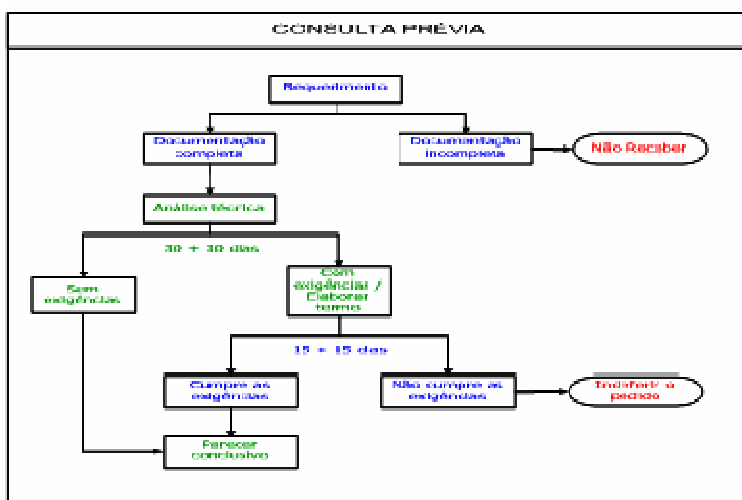 CONSULTA PRÉVIA
Requerimento
Documentação
completa
Documentação
incompleta
Não Receber
Análise técnica
30 + 30 dias
Sem
exigências
Com
exigências /
Elaborar
termo
15 + 15 dias
Cumpre as
exigências
Não cumpre as
exigências
Indeferir o
pedido
Parecer
conclusivo